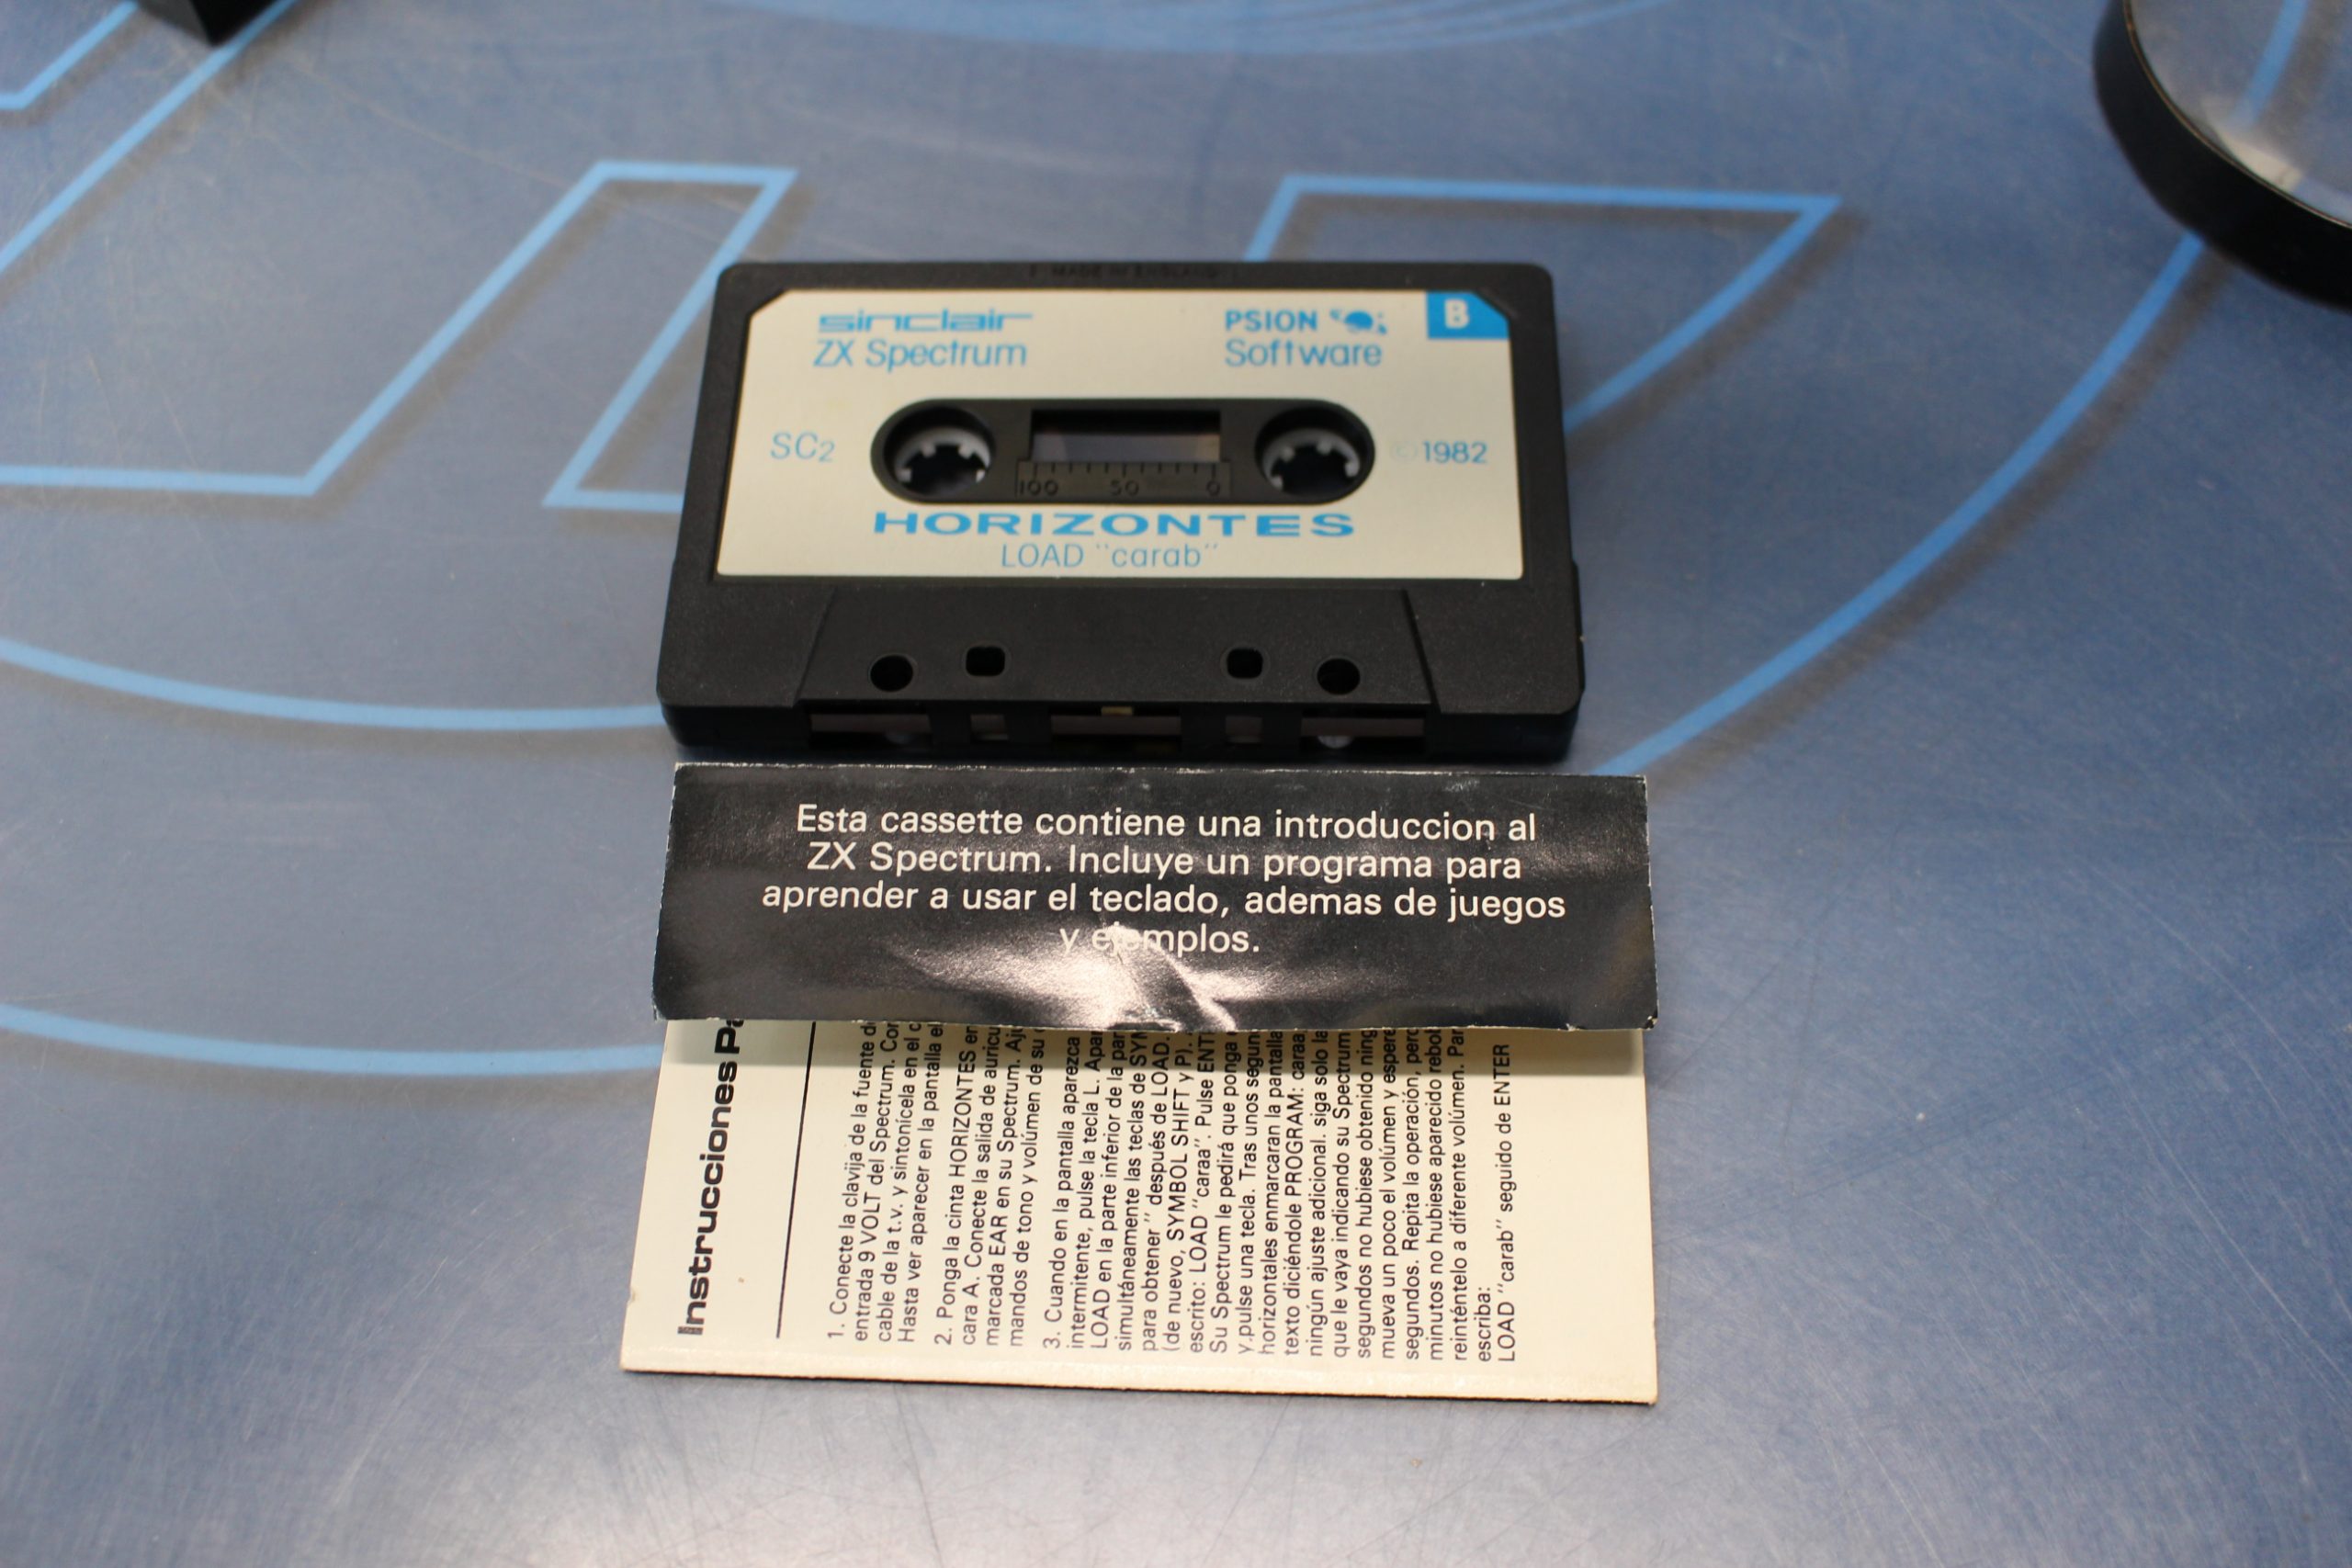 sinclair
ZX Spectrum
PSION
Software
B
SC2
©1982
100 50 0
HORIZONTES
LOAD "carab"
Esta cassette contiene una introduccion al
ZX Spectrum. Incluye un programa para
aprender a usar el teclado, ademas de juegos
y ejemplos.
Instrucciones
1. Conecte la clavija de la fuente
entrada 9 VOLT del Spectrum.
cable de la t.v. y sintonícela en el
Hasta ver aparecer en la pantalla
2. Ponga la cinta HORIZONTES en
cara A. Conecte la salida de
marcada EAR en su Spectrum.
mandos de tono y volúmen de su
3. Cuando en la pantalla aparezca
intermitente, pulse la tecla L.
LOAD en la parte inferior de la
simultáneamente las teclas de
para obtener " después de LOAD.
(de nuevo, SYMBOL SHIFT y P).
escrito: LOAD "caraa". Pulse
Su Spectrum le pedirá que ponga
y pulse una tecla. Tras unos
horizontales enmarcaran la pantalla
texto diciéndole PROGRAM: caraa
ningún ajuste adicional. siga solo
que le vaya indicando su Spectrum
segundos no hubiese obtenido
mueva un poco el volúmen y espere
segundos. Repita la operación,
minutos no hubiese aparecido
reinténtelo a diferente volúmen.
escriba:
LOAD "carab" seguido de ENTER